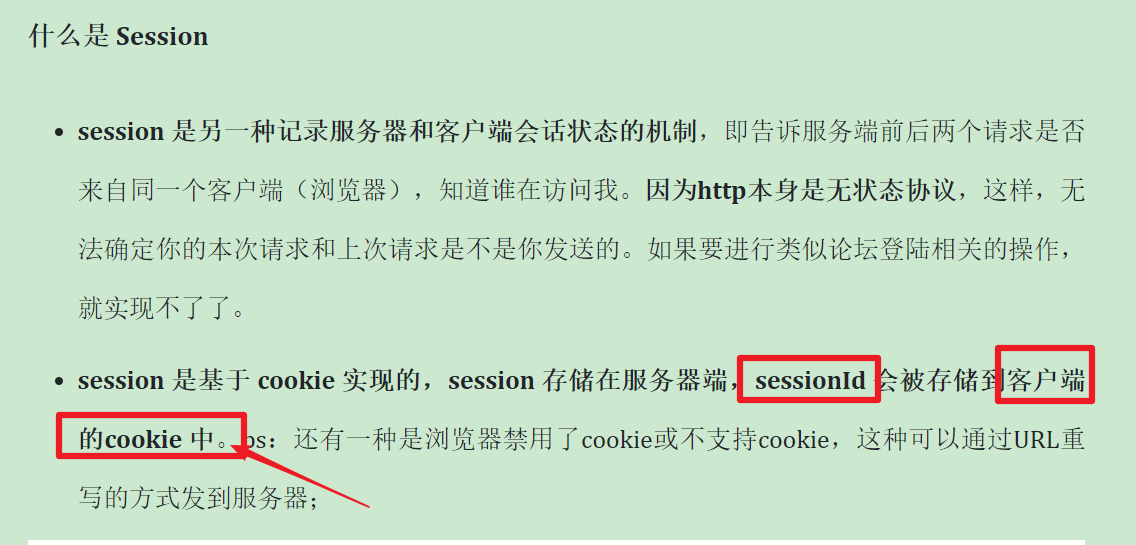 什么是 Session
session 是另一种记录服务器和客户端会话状态的机制，即告诉服务端前后两个请求是否
来自同一个客户端（浏览器），知道谁在访问我。因为http本身是无状态协议，这样，无
法确定你的本次请求和上次请求是不是你发送的。如果要进行类似论坛登陆相关的操作，
就实现不了了。
session 是基于 cookie 实现的，session 存储在服务器端，sessionId 会被存储到客户端
的cookie 中。ps：还有一种是浏览器禁用了cookie或不支持cookie，这种可以通过URL重
写的方式发到服务器；